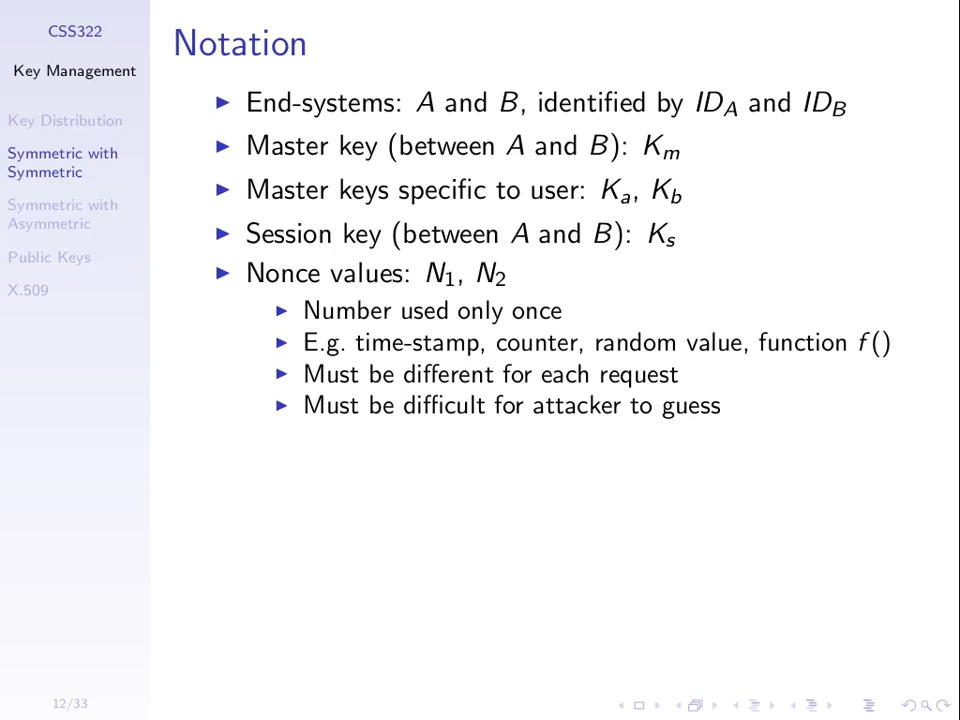 CSS322
Key Management
Key Distribution
Symmetric with
Symmetric
Symmetric with
Asymmetric
Public Keys
X.509
12/33
Notation
End-systems: A and B, identified by ID_A and ID_B
Master key (between A and B): K_m
Master keys specific to user: K_a, K_b
Session key (between A and B): K_s
Nonce values: N_1, N_2
Number used only once
E.g. time-stamp, counter, random value, function f()
Must be different for each request
Must be difficult for attacker to guess